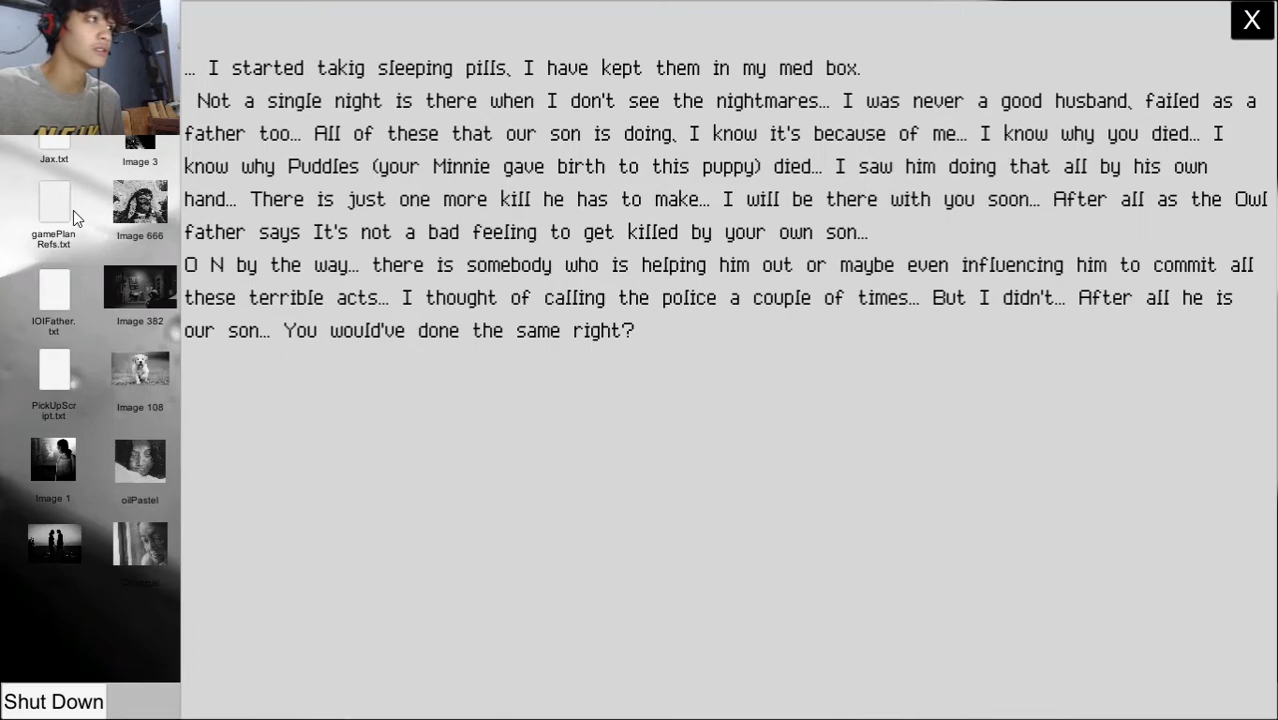 X
... I started takig sleeping pills, I have kept them in my med box.
Not a single night is there when I don't see the nightmares... I was never a good husband, failed as a
father too... All of these that our son is doing, I know it's because of me... I know why you died... I
know why Puddles (your Minnie gave birth to this puppy) died... I saw him doing that all by his own
hand... There is just one more kill he has to make... I will be there with you soon... After all as the Owl
father says It's not a bad feeling to get killed by your own son...
O N by the way... there is somebody who is helping him out or maybe even influencing him to commit all
these terrible acts... I thought of calling the police a couple of times... But I didn't... After all he is
our son... You would've done the same right?
Jax.txt
Image 3
gamePlan
Refs.txt
Image 666
IOIFather.
txt
Image 382
PickUpScr
ipt.txt
Image 108
Image 1
oilPastel
Shut Down